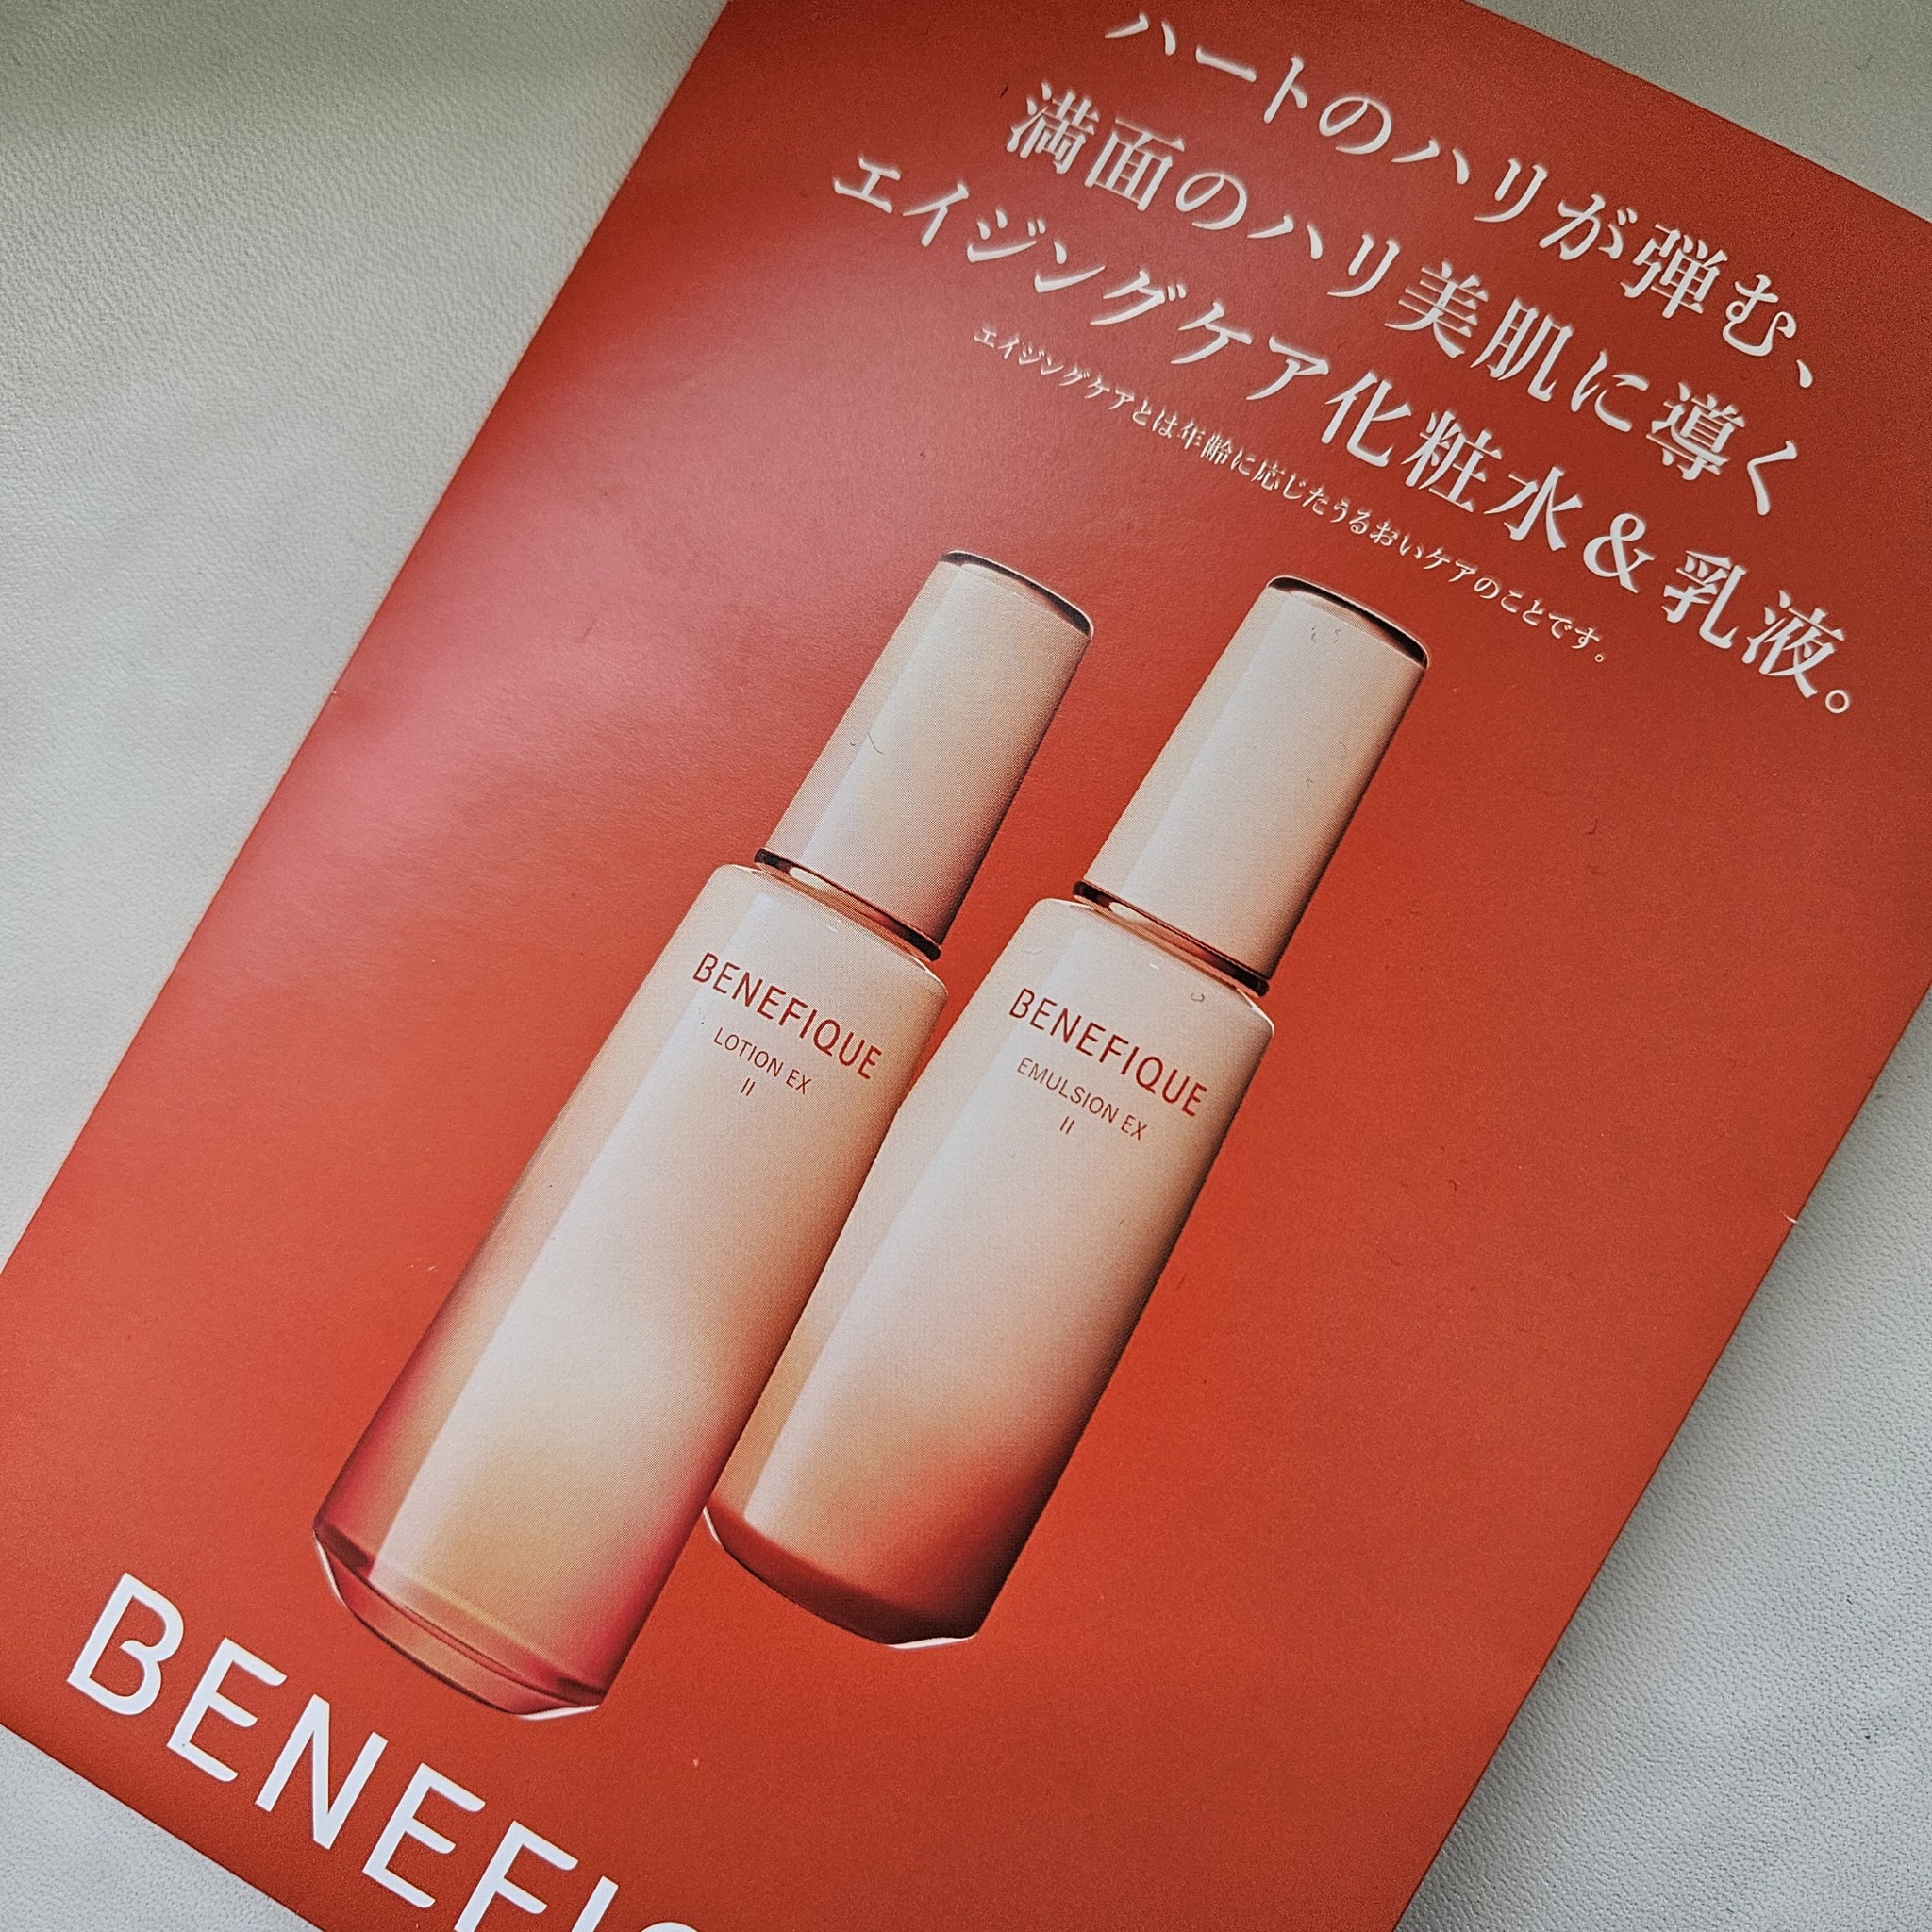 ハートのハリが弾む、
満面のハリ美肌に導く
エイジングケア化粧水&乳液。
エイジングケアとは年齢に応じたうるおいケアのことです。
BENEFIQUE
LOTION EX
II
BENEFIQUE
EMULSION EX
II
BENEFIQ